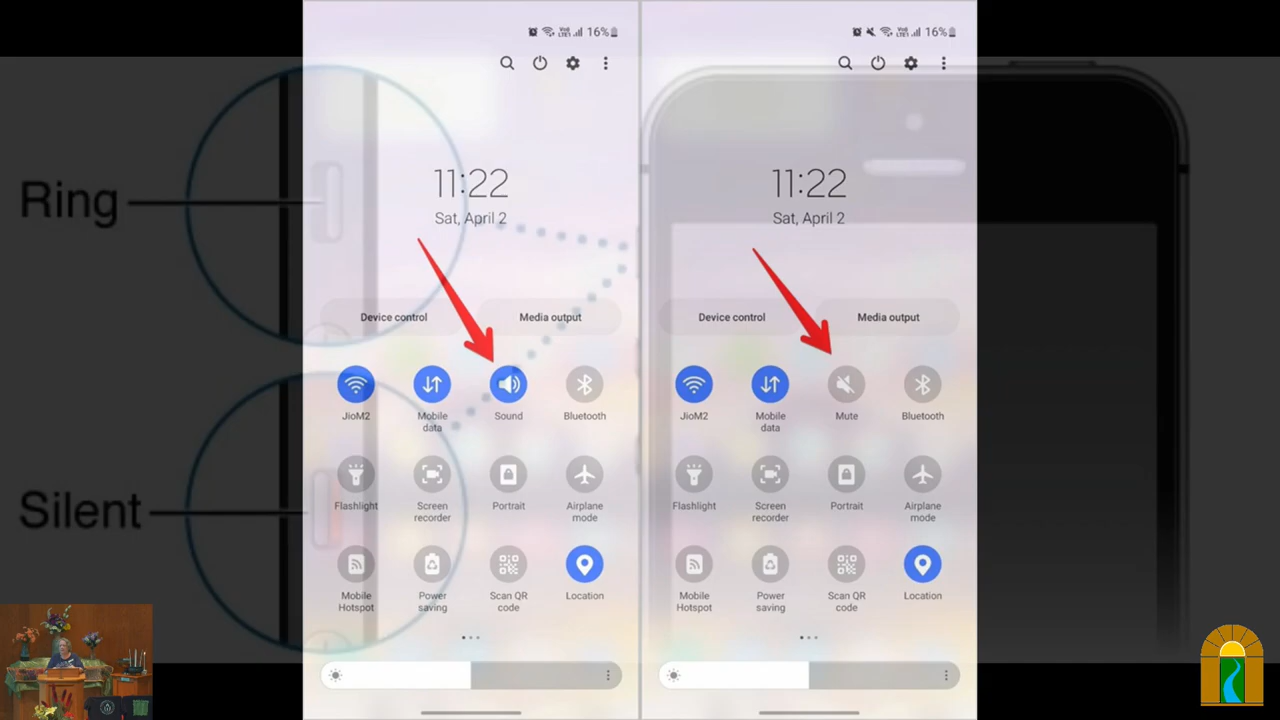 Ring
Silent
16%
11:22
Sat, April 2
Device control
Media output
JioM2
Mobile
data
Sound
Bluetooth
Flashlight
Screen
recorder
Portrait
Airplane
mode
Mobile
Hotspot
Power
saving
Scan QR
code
Location
16%
11:22
Sat, April 2
Device control
Media output
JioM2
Mobile
data
Mute
Bluetooth
Flashlight
Screen
recorder
Portrait
Airplane
mode
Mobile
Hotspot
Power
saving
Scan QR
code
Location